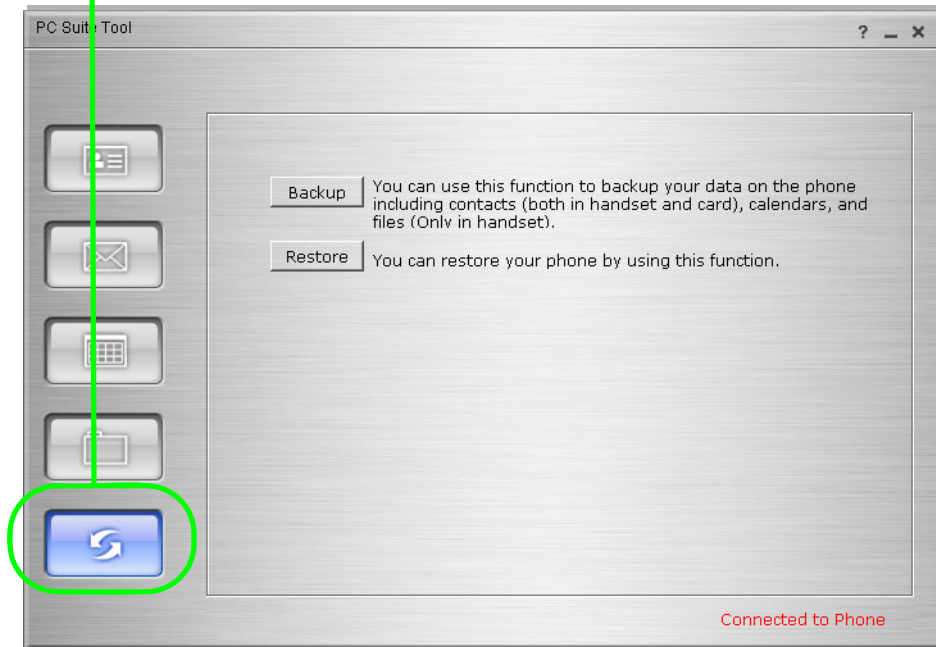 PC Suite Tool
? _ ×
Backup
You can use this function to backup your data on the phone
including contacts (both in handset and card), calendars, and
files (Only in handset).
Restore
You can restore your phone by using this function.
Connected to Phone